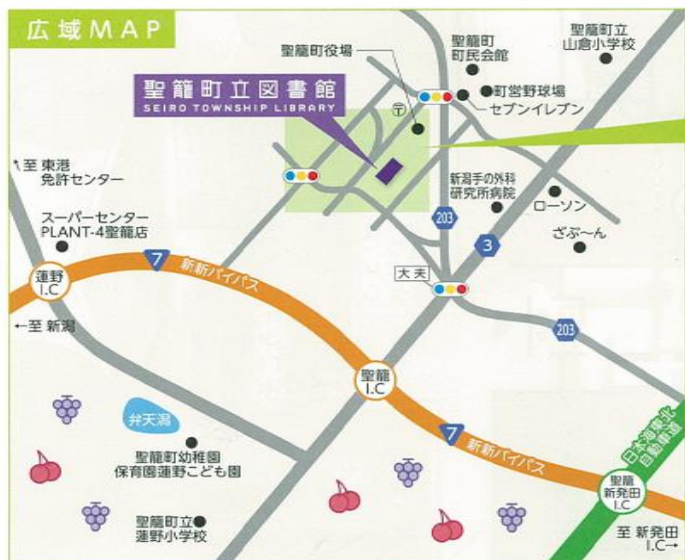 広域MAP
聖籠町役場
聖籠町
町民会館
聖籠町立
山倉小学校
聖籠町立図書館
SEIRO TOWNSHIP LIBRARY
町営野球場
セブンイレブン
〒
至 東港
免許センター
新潟手の外科
研究所病院
ローソン
ざぶ〜ん
スーパーセンター
PLANT-4聖籠店
203
3
7
新新バイパス
大夫
蓮野
I.C
←至 新潟
203
聖籠
I.C
弁天潟
7
新新バイパス
日本海東北
自動車道
聖籠町幼稚園
保育園蓮野こども園
聖籠
新発田
I.C
聖籠町立
蓮野小学校
至 新発田
I.C→